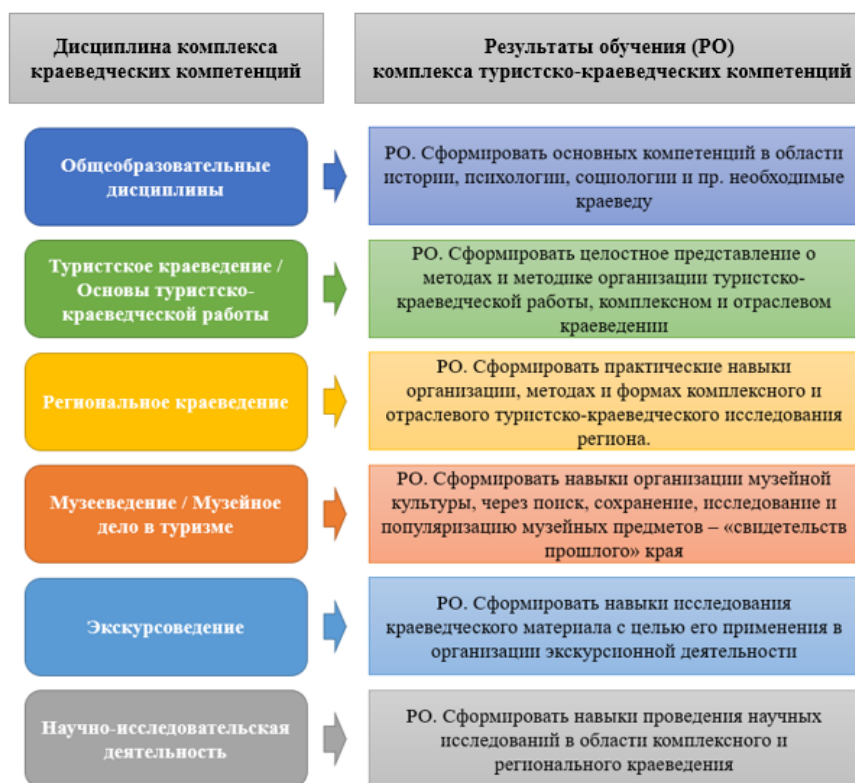 Дисциплина комплекса
краеведческих компетенций
Результаты обучения (РО)
комплекса туристско-краеведческих компетенций
Общеобразовательные
дисциплины
РО. Сформировать основных компетенций в области
истории, психологии, социологии и пр. необходимые
краеведу
Туристское краеведение /
Основы туристско-
краеведческой работы
РО. Сформировать целостное представление о
методах и методике организации туристско-
краеведческой работы, комплексном и отраслевом
краеведении
Региональное краеведение
РО. Сформировать практические навыки
организации, методах и формах комплексного и
отраслевого туристско-краеведческого исследования
региона.
Музееведение / Музейное
дело в туризме
РО. Сформировать навыки организации музейной
культуры, через поиск, сохранение, исследование и
популяризацию музейных предметов – «свидетельств
прошлого» края
Экскурсоведение
РО. Сформировать навыки исследования
краеведческого материала с целью его применения в
организации экскурсионной деятельности
Научно-исследовательская
деятельность
РО. Сформировать навыки проведения научных
исследований в области комплексного и
регионального краеведения